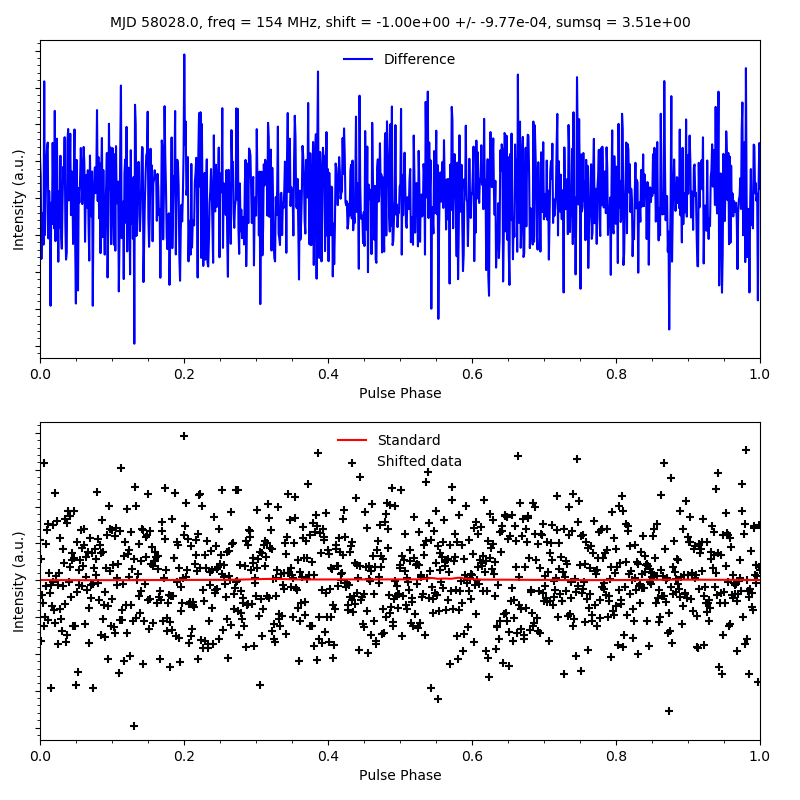 MJD 58028.0, freq = 154 MHz, shift = -1.00e+00 +/- -9.77e-04, sumsq = 3.51e+00
Difference
Intensity (a.u.)
0.0 0.2 0.4 0.6 0.8 1.0
Pulse Phase
Standard
Shifted data
Intensity (a.u.)
0.0 0.2 0.4 0.6 0.8 1.0
Pulse Phase